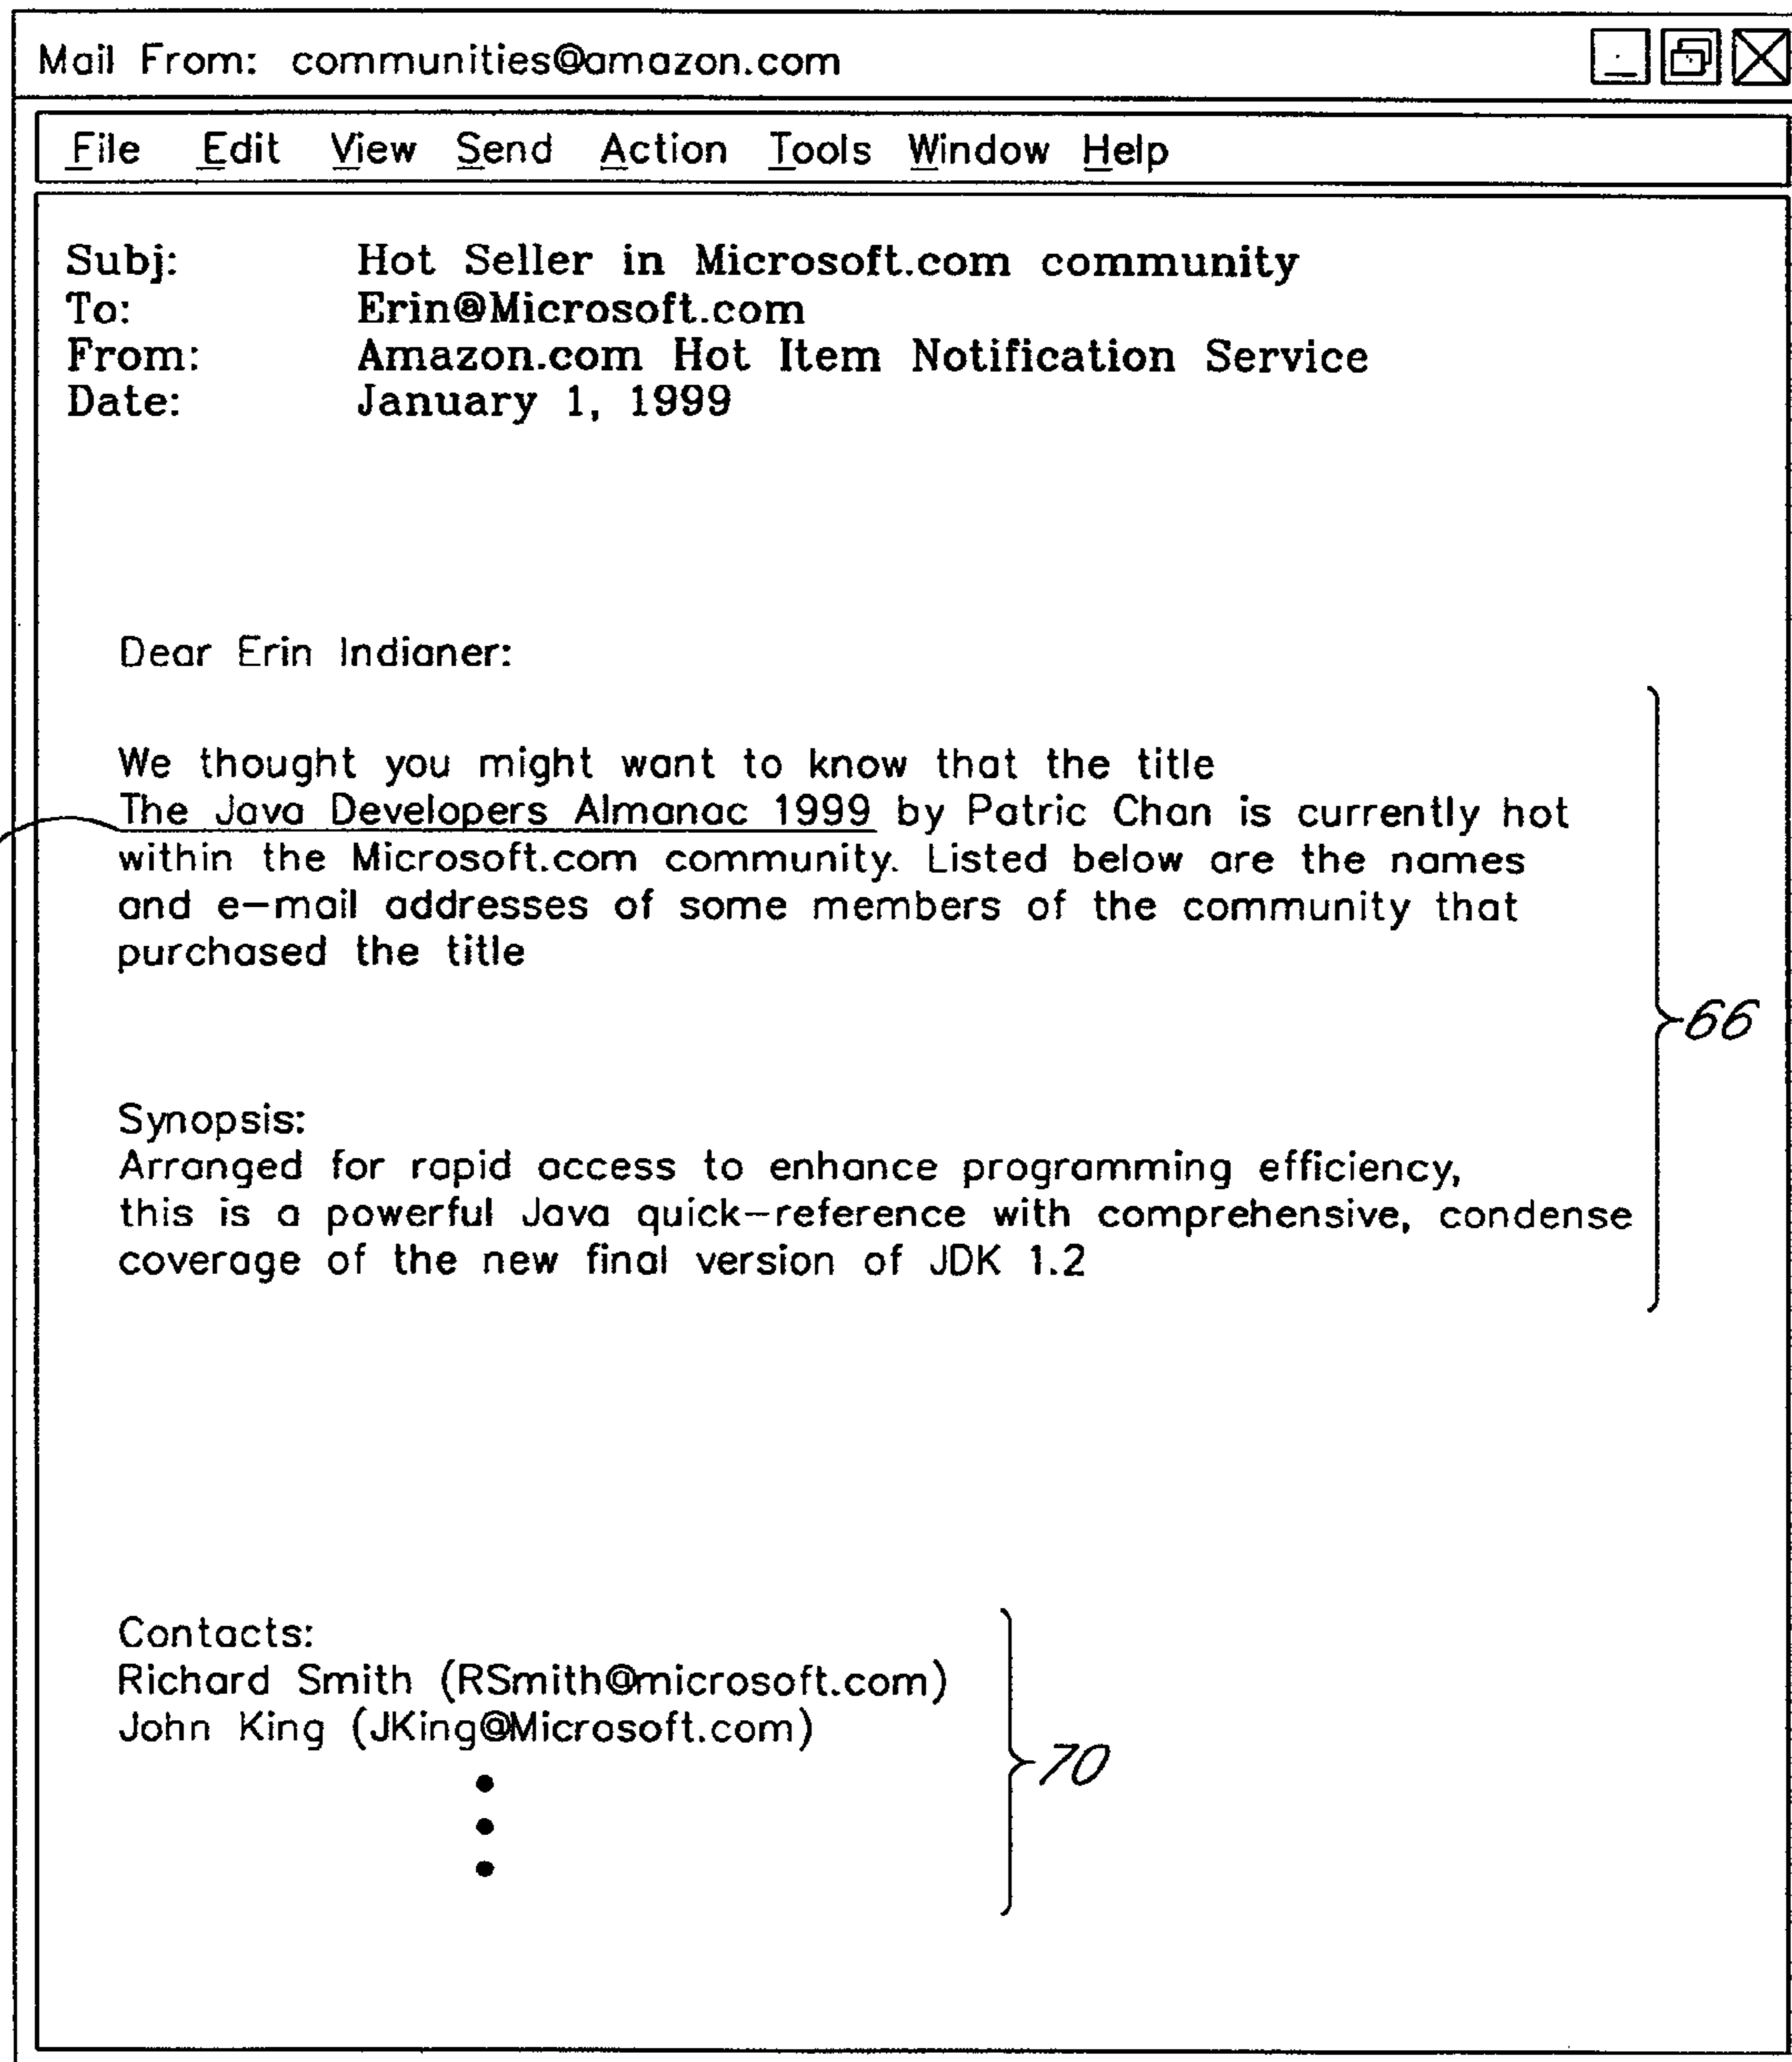 Mail From: communities@amazon.com
File Edit View Send Action Tools Window Help
Subj: Hot Seller in Microsoft.com community
To: Erin@Microsoft.com
From: Amazon.com Hot Item Notification Service
Date: January 1, 1999
Dear Erin Indianer:
We thought you might want to know that the title
The Java Developers Almanac 1999 by Patric Chan is currently hot
within the Microsoft.com community. Listed below are the names
and e-mail addresses of some members of the community that
purchased the title
66
Synopsis:
Arranged for rapid access to enhance programming efficiency,
this is a powerful Java quick-reference with comprehensive, condense
coverage of the new final version of JDK 1.2
Contacts:
Richard Smith (RSmith@microsoft.com)
John King (JKing@Microsoft.com)
70